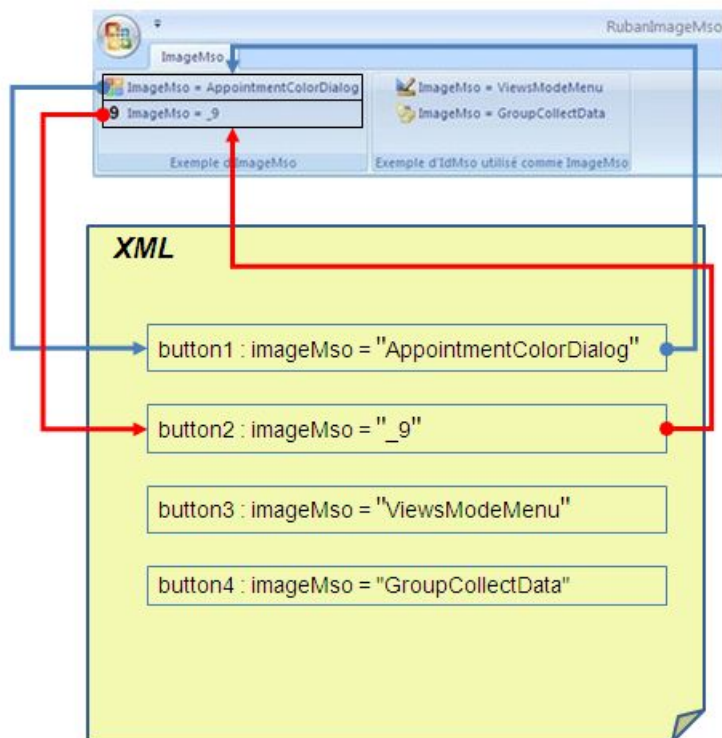 RubanImageMso
ImageMso
ImageMso = AppointmentColorDialog
ImageMso = ViewsModeMenu
9 ImageMso = _9
ImageMso = GroupCollectData
Exemple d'ImageMso
Exemple d'IdMso utilisé comme ImageMso
XML
button1 : imageMso = "AppointmentColorDialog"
button2 : imageMso = "_9"
button3 : imageMso = "ViewsModeMenu"
button4 : imageMso = "GroupCollectData"